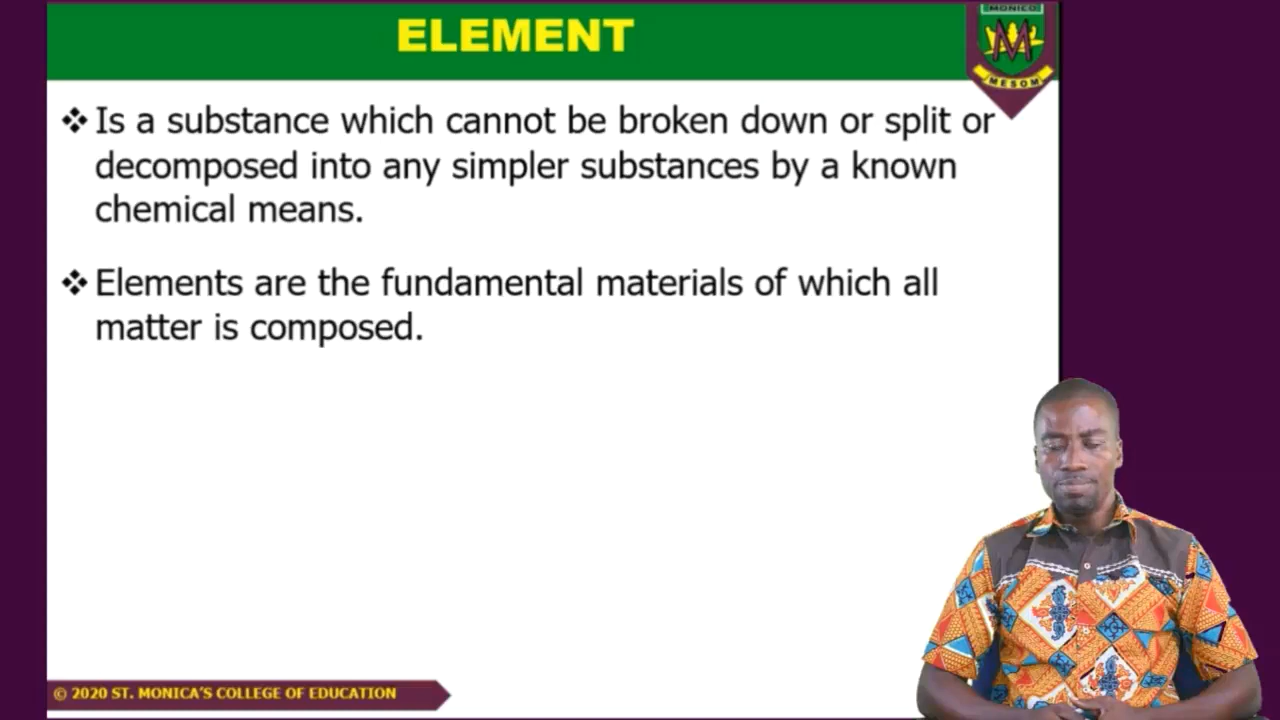 ELEMENT
MONICO
M
MESOM
❖ Is a substance which cannot be broken down or split or
decomposed into any simpler substances by a known
chemical means.
❖ Elements are the fundamental materials of which all
matter is composed.
© 2020 ST. MONICA'S COLLEGE OF EDUCATION